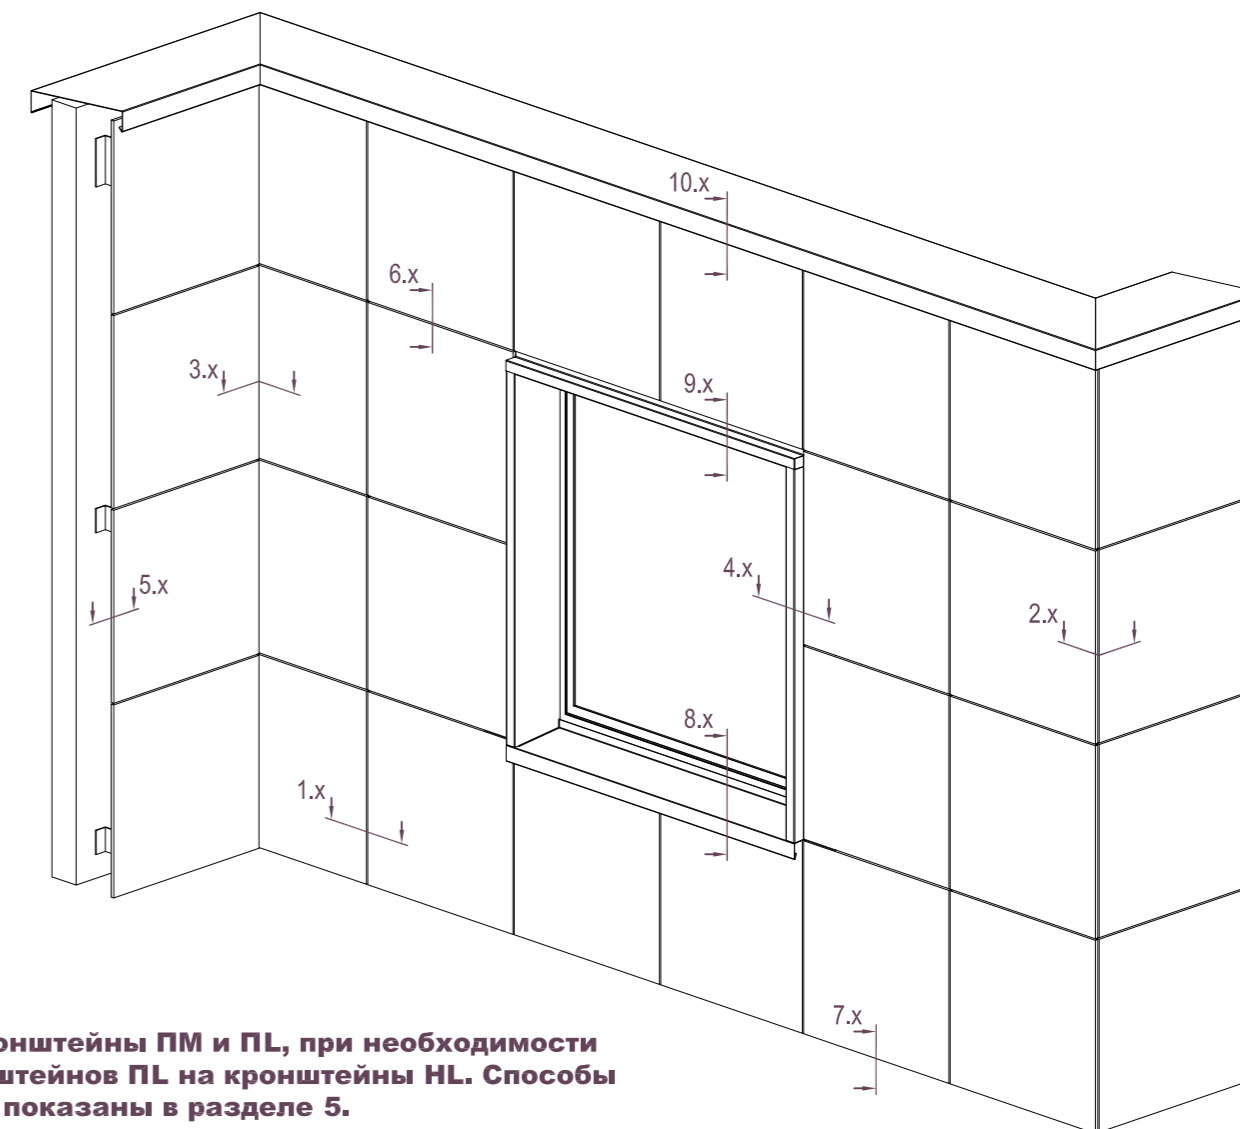 10.x
6.x
3.x
9.x
5.x
4.x
2.x
8.x
1.x
7.x
онштейны ПМ и ПL, при необходимости
штейнов ПL на кронштейны HL. Способы
показаны в разделе 5.